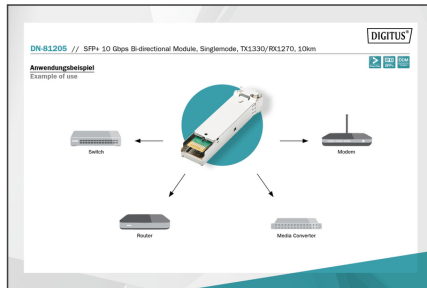 DIGITUS®
DN-81205 // SFP+ 10 Gbps Bi-directional Module, Singlemode, TX1330/RX1270, 10km
Anwendungsbeispiel
Example of use
Switch
Modem
Router
Media Converter